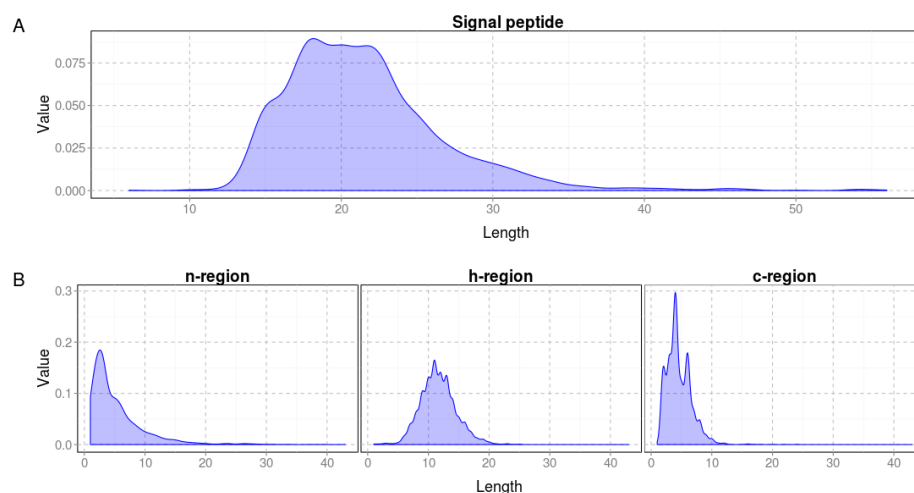 A
Signal peptide
Value
0.075
0.050
0.025
0.000
10 20 30 40 50
Length
B
n-region h-region c-region
Value
0.3
0.2
0.1
0.0
0 10 20 30 40 0 10 20 30 40 0 10 20 30 40
Length